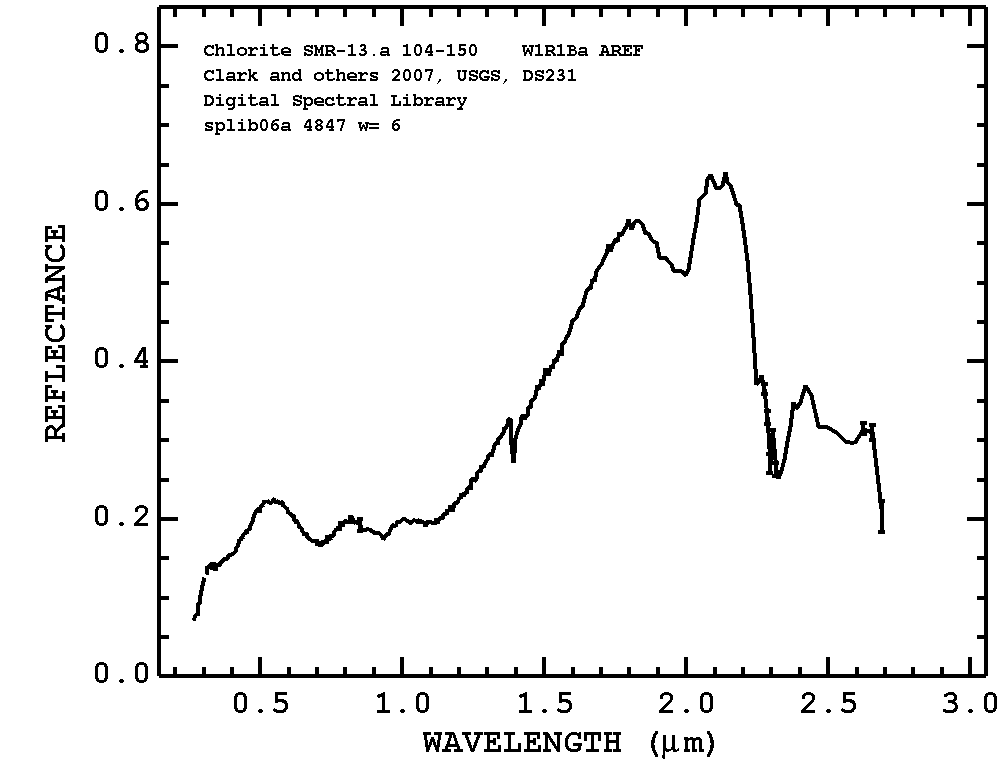 Chlorite SMR-13.a 104-150 W1R1Ba AREF
Clark and others 2007, USGS, DS231
Digital Spectral Library
splib06a 4847 w= 6
REFLECTANCE
0.8
0.6
0.4
0.2
0.0
0.5 1.0 1.5 2.0 2.5 3.0
WAVELENGTH (μm)